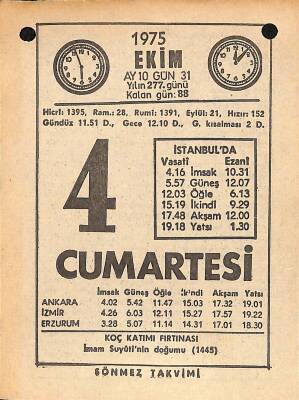 1975
EKİM
AY 10 GÜN 31
Yılın 277. günü
Kalan gün: 88
Hicri: 1395, Ram.: 28, Rumi: 1391, Eylül: 21, Hızır: 152
Gündüz 11.51 D., Gece 12.10 D., G. kısalması 2 D.
4
İSTANBUL'DA
Vasati Ezani
4.16 İmsak 10.31
5.57 Güneş 12.07
12.03 Öğle 6.13
15.19 İkindi 9.29
17.48 Akşam 12.00
19.18 Yatsı 1.30
CUMARTESİ
İmsak Güneş Öğle İkindi Akşam Yatsı
ANKARA 4.02 5.42 11.47 15.03 17.32 19.01
İZMİR 4.26 6.03 12.11 15.27 17.57 19.22
ERZURUM 3.28 5.07 11.14 14.31 17.01 18.30
KOÇ KATIMI FIRTINASI
İmam Suyûti'nin doğumu (1445)
SÖNMEZ TAKVİMİ